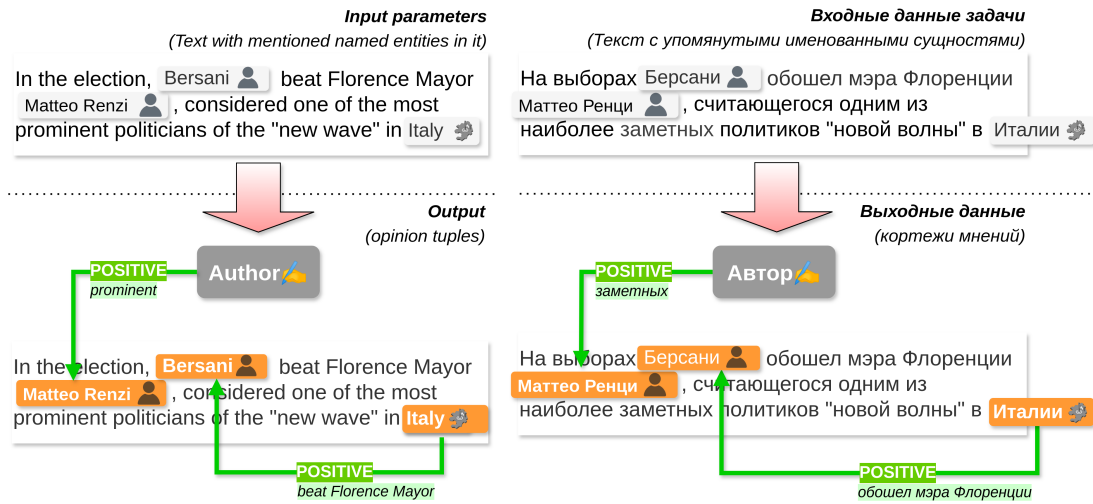 Input parameters
(Text with mentioned named entities in it)
In the election, Bersani beat Florence Mayor
Matteo Renzi , considered one of the most
prominent politicians of the "new wave" in Italy
Output
(opinion tuples)
Author
POSITIVE
prominent
In the election, Bersani beat Florence Mayor
Matteo Renzi , considered one of the most
prominent politicians of the "new wave" in Italy
POSITIVE
beat Florence Mayor
Входные данные задачи
(Текст с упомянутыми именованными сущностями)
На выборах Берсани обошел мэра Флоренции
Маттео Ренци , считающегося одним из
наиболее заметных политиков "новой волны" в Италии
Выходные данные
(кортежи мнений)
Автор
POSITIVE
заметных
На выборах Берсани обошел мэра Флоренции
Маттео Ренци , считающегося одним из
наиболее заметных политиков "новой волны" в Италии
POSITIVE
обошел мэра Флоренции